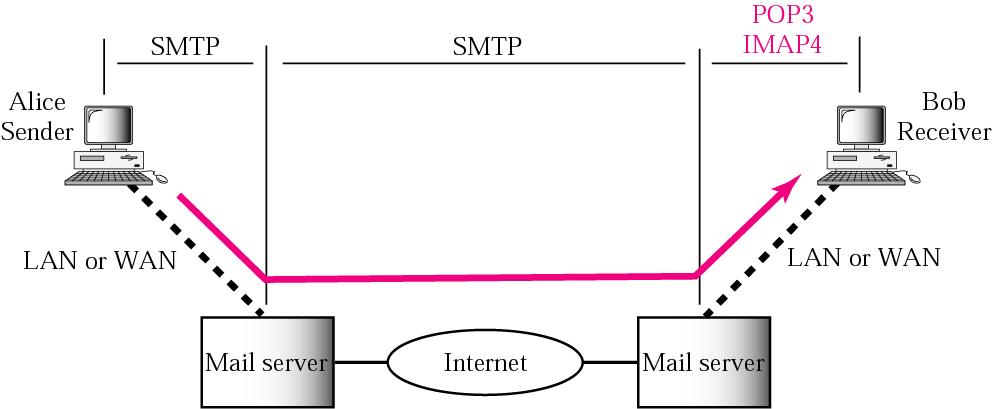 POP3
SMTP
SMTP
IMAP4
Alice
Sender
Bob
Receiver
LAN or WAN
LAN or WAN
Mail server
Internet
Mail server